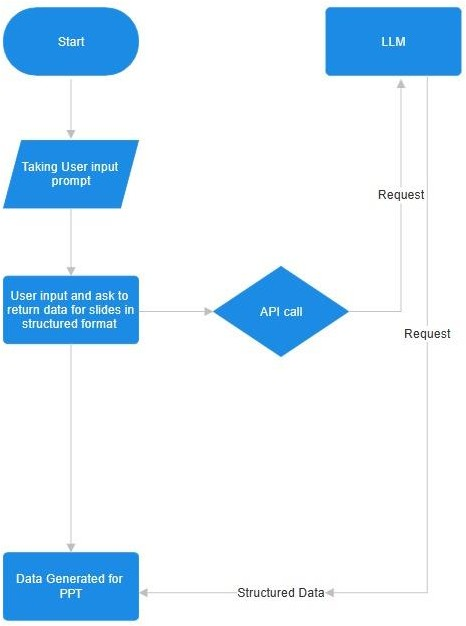 Start
LLM
Taking User input
prompt
Request
User input and ask to
return data for slides in
structured format
API call
Request
Data Generated for
PPT
Structured Data